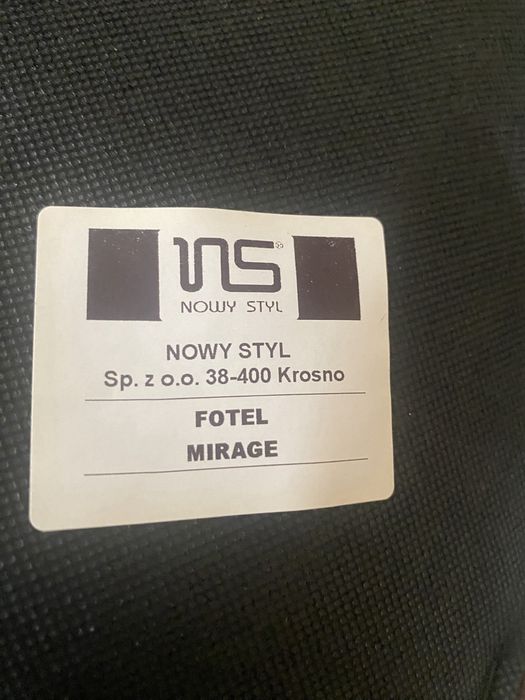 NS®
NOWY STYL
NOWY STYL
Sp. z o.o. 38-400 Krosno
FOTEL
MIRAGE